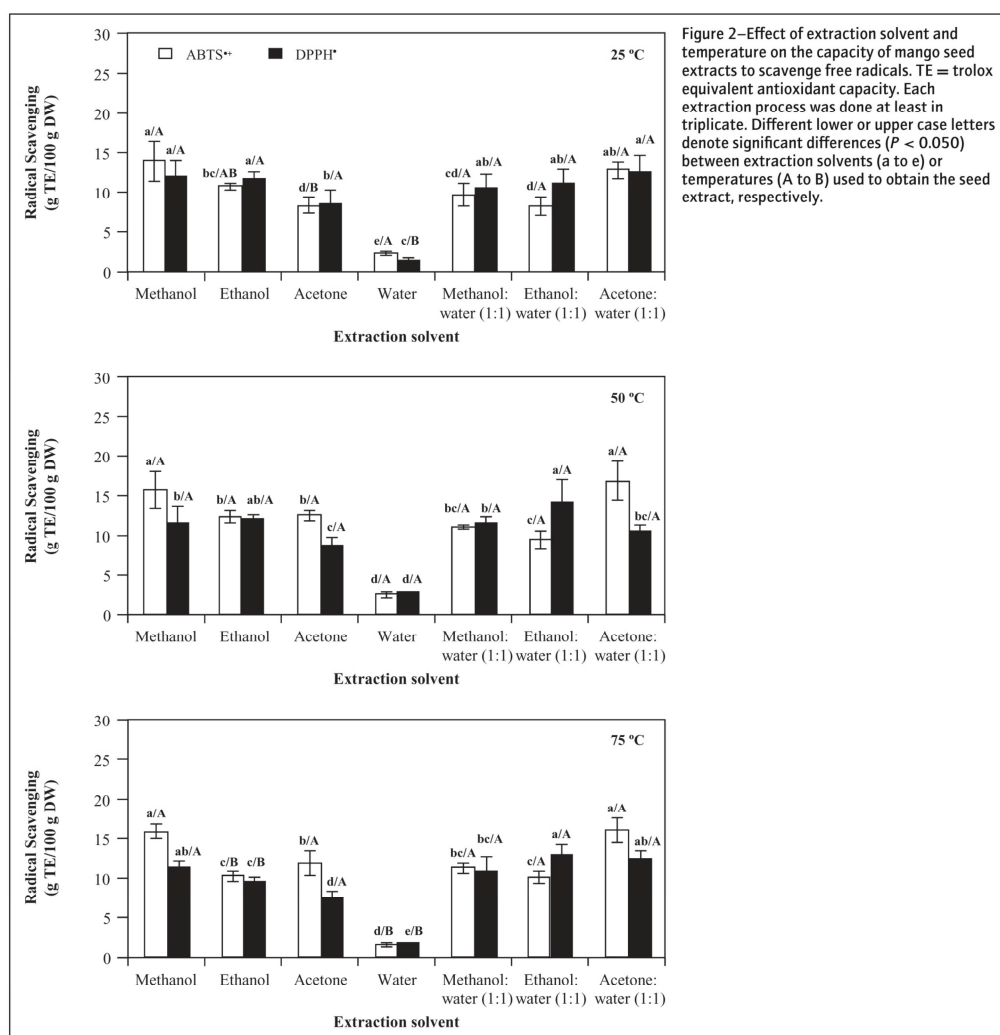 Figure 2–Effect of extraction solvent and
temperature on the capacity of mango seed
extracts to scavenge free radicals. TE = trolox
equivalent antioxidant capacity. Each
extraction process was done at least in
triplicate. Different lower or upper case letters
denote significant differences (P < 0.050)
between extraction solvents (a to e) or
temperatures (A to B) used to obtain the seed
extract, respectively.
Radical Scavenging
(g TE/100 g DW)
30
25
20
15
10
5
0
ABTS•+ DPPH•
25 ºC
a/A a/A bc/AB a/A d/B b/A e/A c/B cd/A ab/A d/A ab/A ab/A a/A
Methanol Ethanol Acetone Water Methanol: Ethanol: Acetone:
water (1:1) water (1:1) water (1:1)
Extraction solvent
Radical Scavenging
(g TE/100 g DW)
30
25
20
15
10
5
0
50 ºC
a/A b/A b/A ab/A b/A c/A d/A d/A bc/A b/A c/A a/A a/A bc/A
Methanol Ethanol Acetone Water Methanol: Ethanol: Acetone:
water (1:1) water (1:1) water (1:1)
Extraction solvent
Radical Scavenging
(g TE/100 g DW)
30
25
20
15
10
5
0
75 ºC
a/A ab/A c/B c/B b/A d/A d/B e/B bc/A bc/A c/A a/A a/A ab/A
Methanol Ethanol Acetone Water Methanol: Ethanol: Acetone:
water (1:1) water (1:1) water (1:1)
Extraction solvent